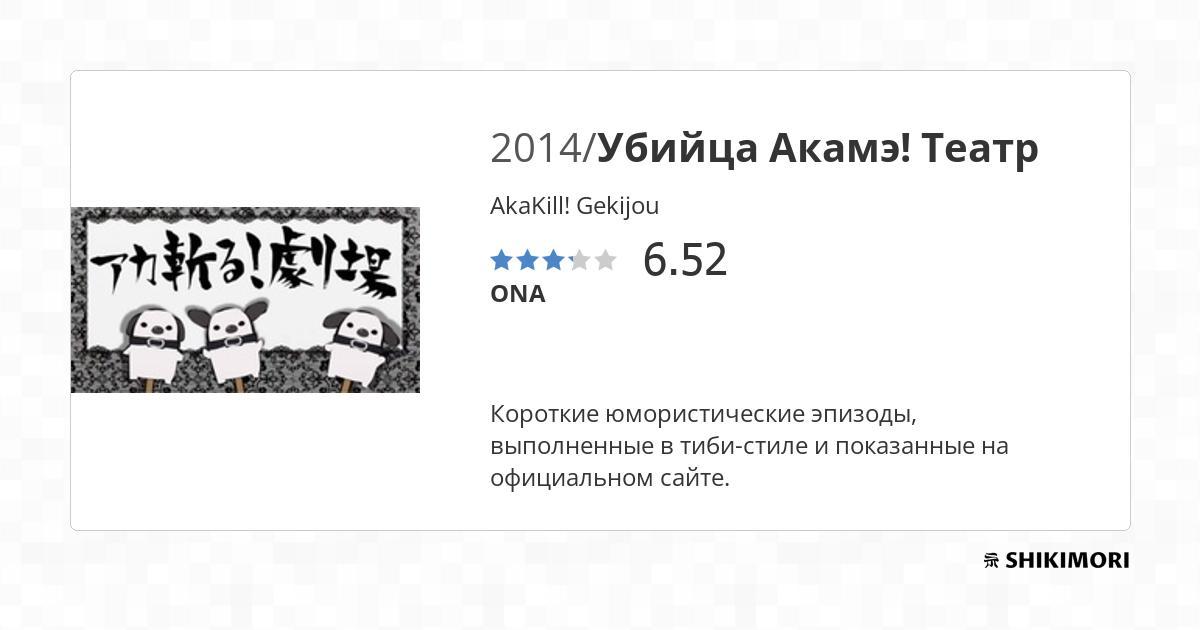 2014/Убийца Акамэ! Театр
AkaKill! Gekijou
6.52
ONA
アカ斬る!劇場
Короткие юмористические эпизоды,
выполненные в тиби-стиле и показанные на
официальном сайте.
SHIKIMORI